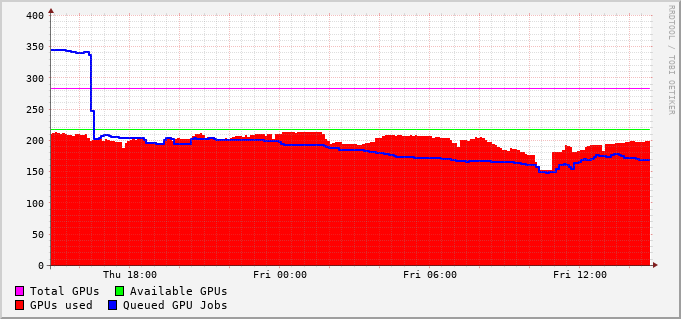 RRDTOOL / TOBI OETIKER
400
350
300
250
200
150
100
50
0
Thu 18:00 Fri 00:00 Fri 06:00 Fri 12:00
Total GPUs Available GPUs
GPUs used Queued GPU Jobs